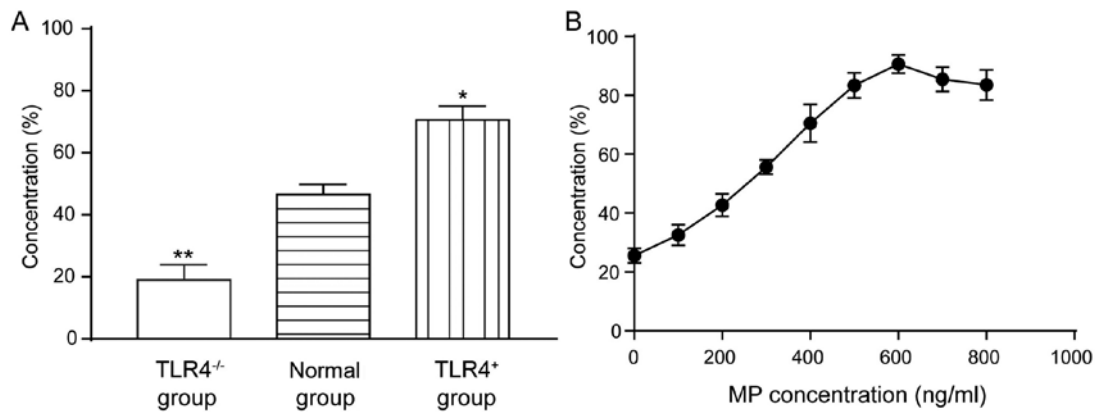 A
100
80
60
40
20
0
Concentration (%)
**
*
TLR4-/-
group
Normal
group
TLR4+
group
B
100
80
60
40
20
0
Concentration (%)
0 200 400 600 800 1000
MP concentration (ng/ml)